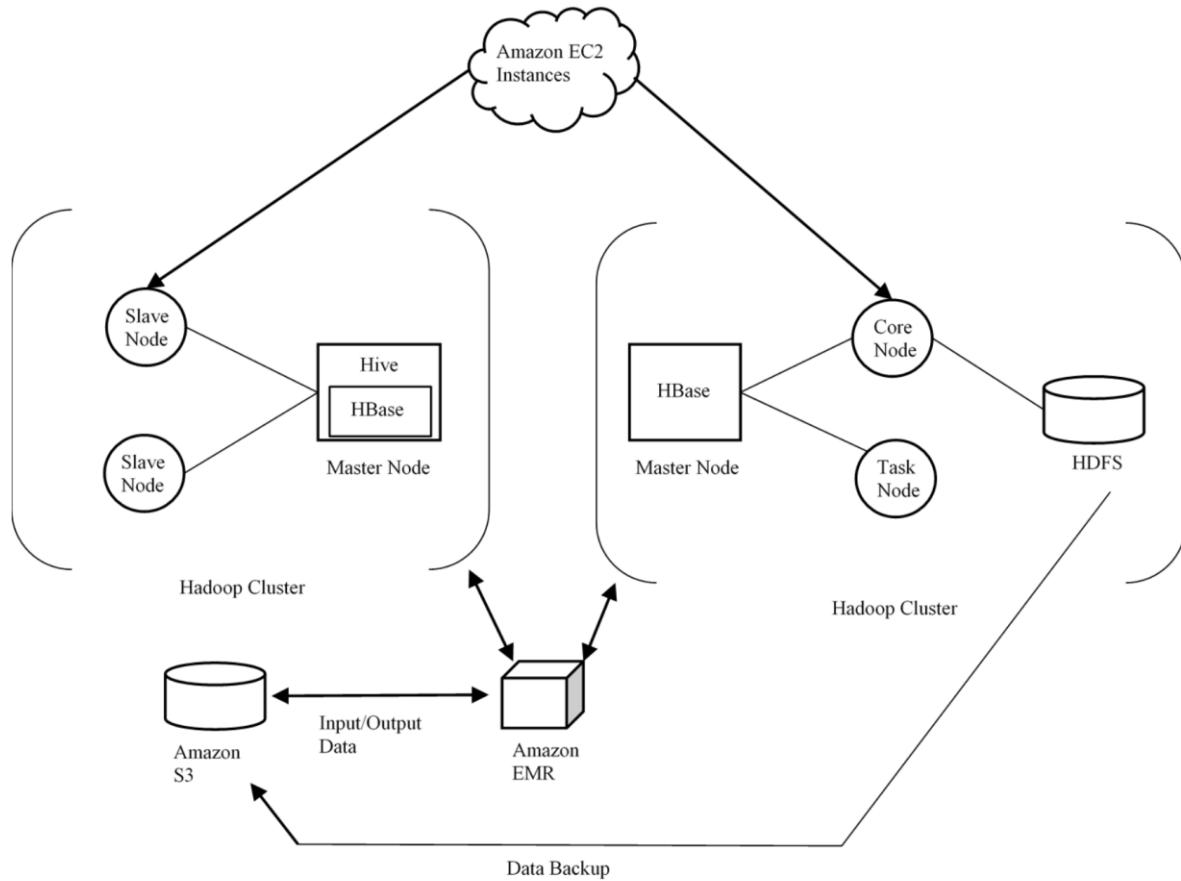 Amazon EC2
Instances
Slave
Node
Hive
HBase
Slave
Node
Master Node
Hadoop Cluster
Core
Node
HBase
Master Node
Task
Node
HDFS
Hadoop Cluster
Input/Output
Data
Amazon
S3
Amazon
EMR
Data Backup